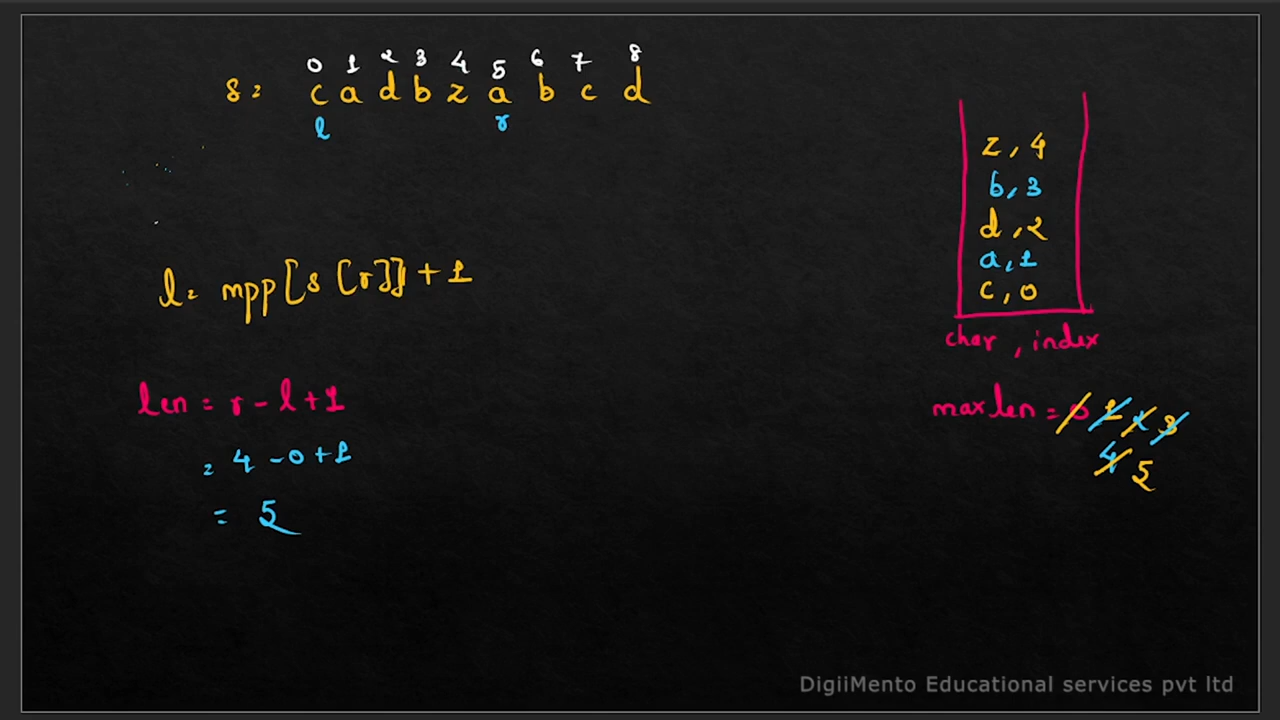 0 1 2 3 4 5 6 7 8
s = c a d b z a b c d
l r
z, 4
b, 3
d, 2
a, 1
c, 0
char, index
l = mpp[s[r]] + 1
len = r - l + 1
= 4 - 0 + 1
= 5
maxlen = 0 1 2 3
4 5
DigiiMento Educational services pvt ltd